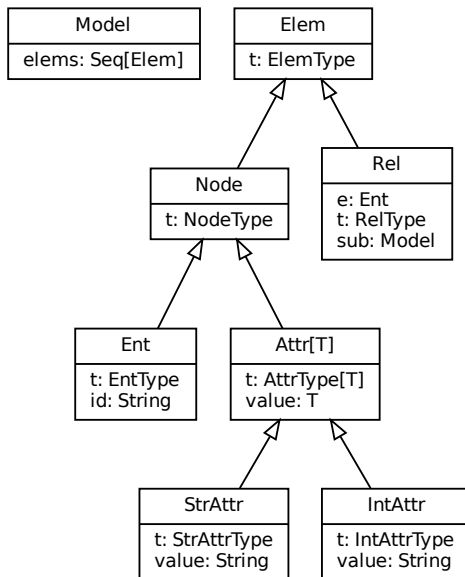 Model
elems: Seq[Elem]
Elem
t: ElemType
Node
t: NodeType
Rel
e: Ent
t: RelType
sub: Model
Ent
t: EntType
id: String
Attr[T]
t: AttrType[T]
value: T
StrAttr
t: StrAttrType
value: String
IntAttr
t: IntAttrType
value: String